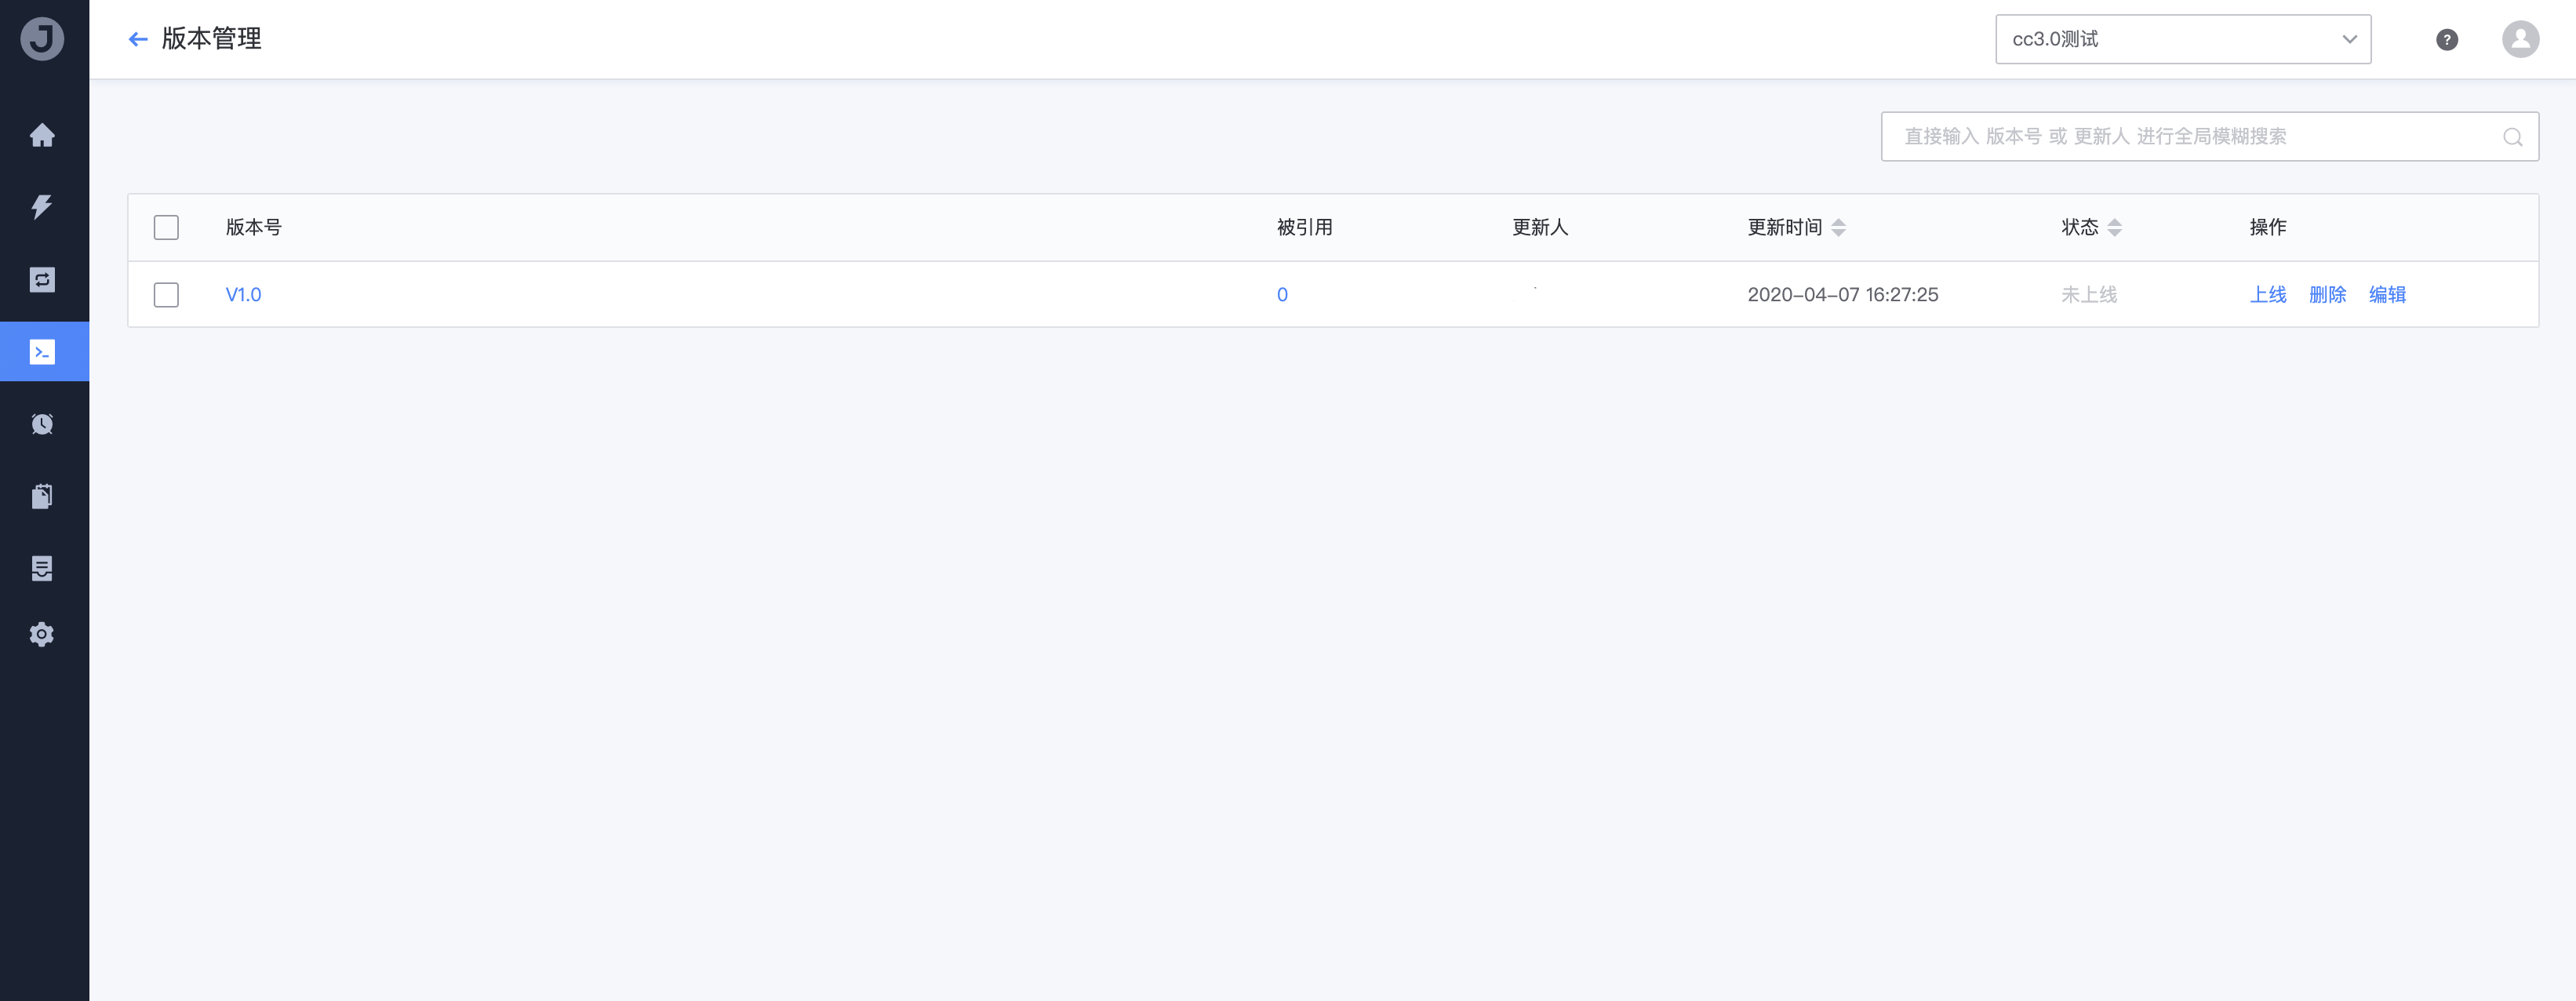 J
版本管理
cc3.0测试
?
直接输入 版本号 或 更新人 进行全局模糊搜索
版本号 被引用 更新人 更新时间 状态 操作
V1.0 0 2020-04-07 16:27:25 未上线 上线 删除 编辑